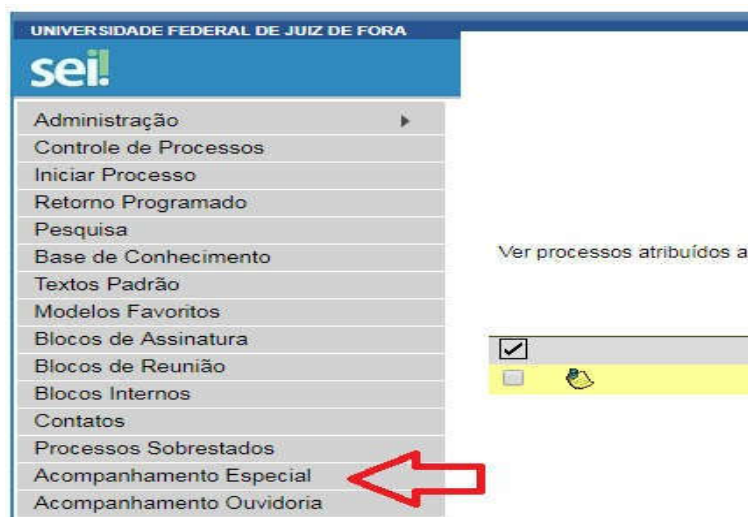 UNIVERSIDADE FEDERAL DE JUIZ DE FORA
sei!
Administração
Controle de Processos
Iniciar Processo
Retorno Programado
Pesquisa
Base de Conhecimento
Textos Padrão
Modelos Favoritos
Blocos de Assinatura
Blocos de Reunião
Blocos Internos
Contatos
Processos Sobrestados
Acompanhamento Especial
Acompanhamento Ouvidoria
Ver processos atribuídos a